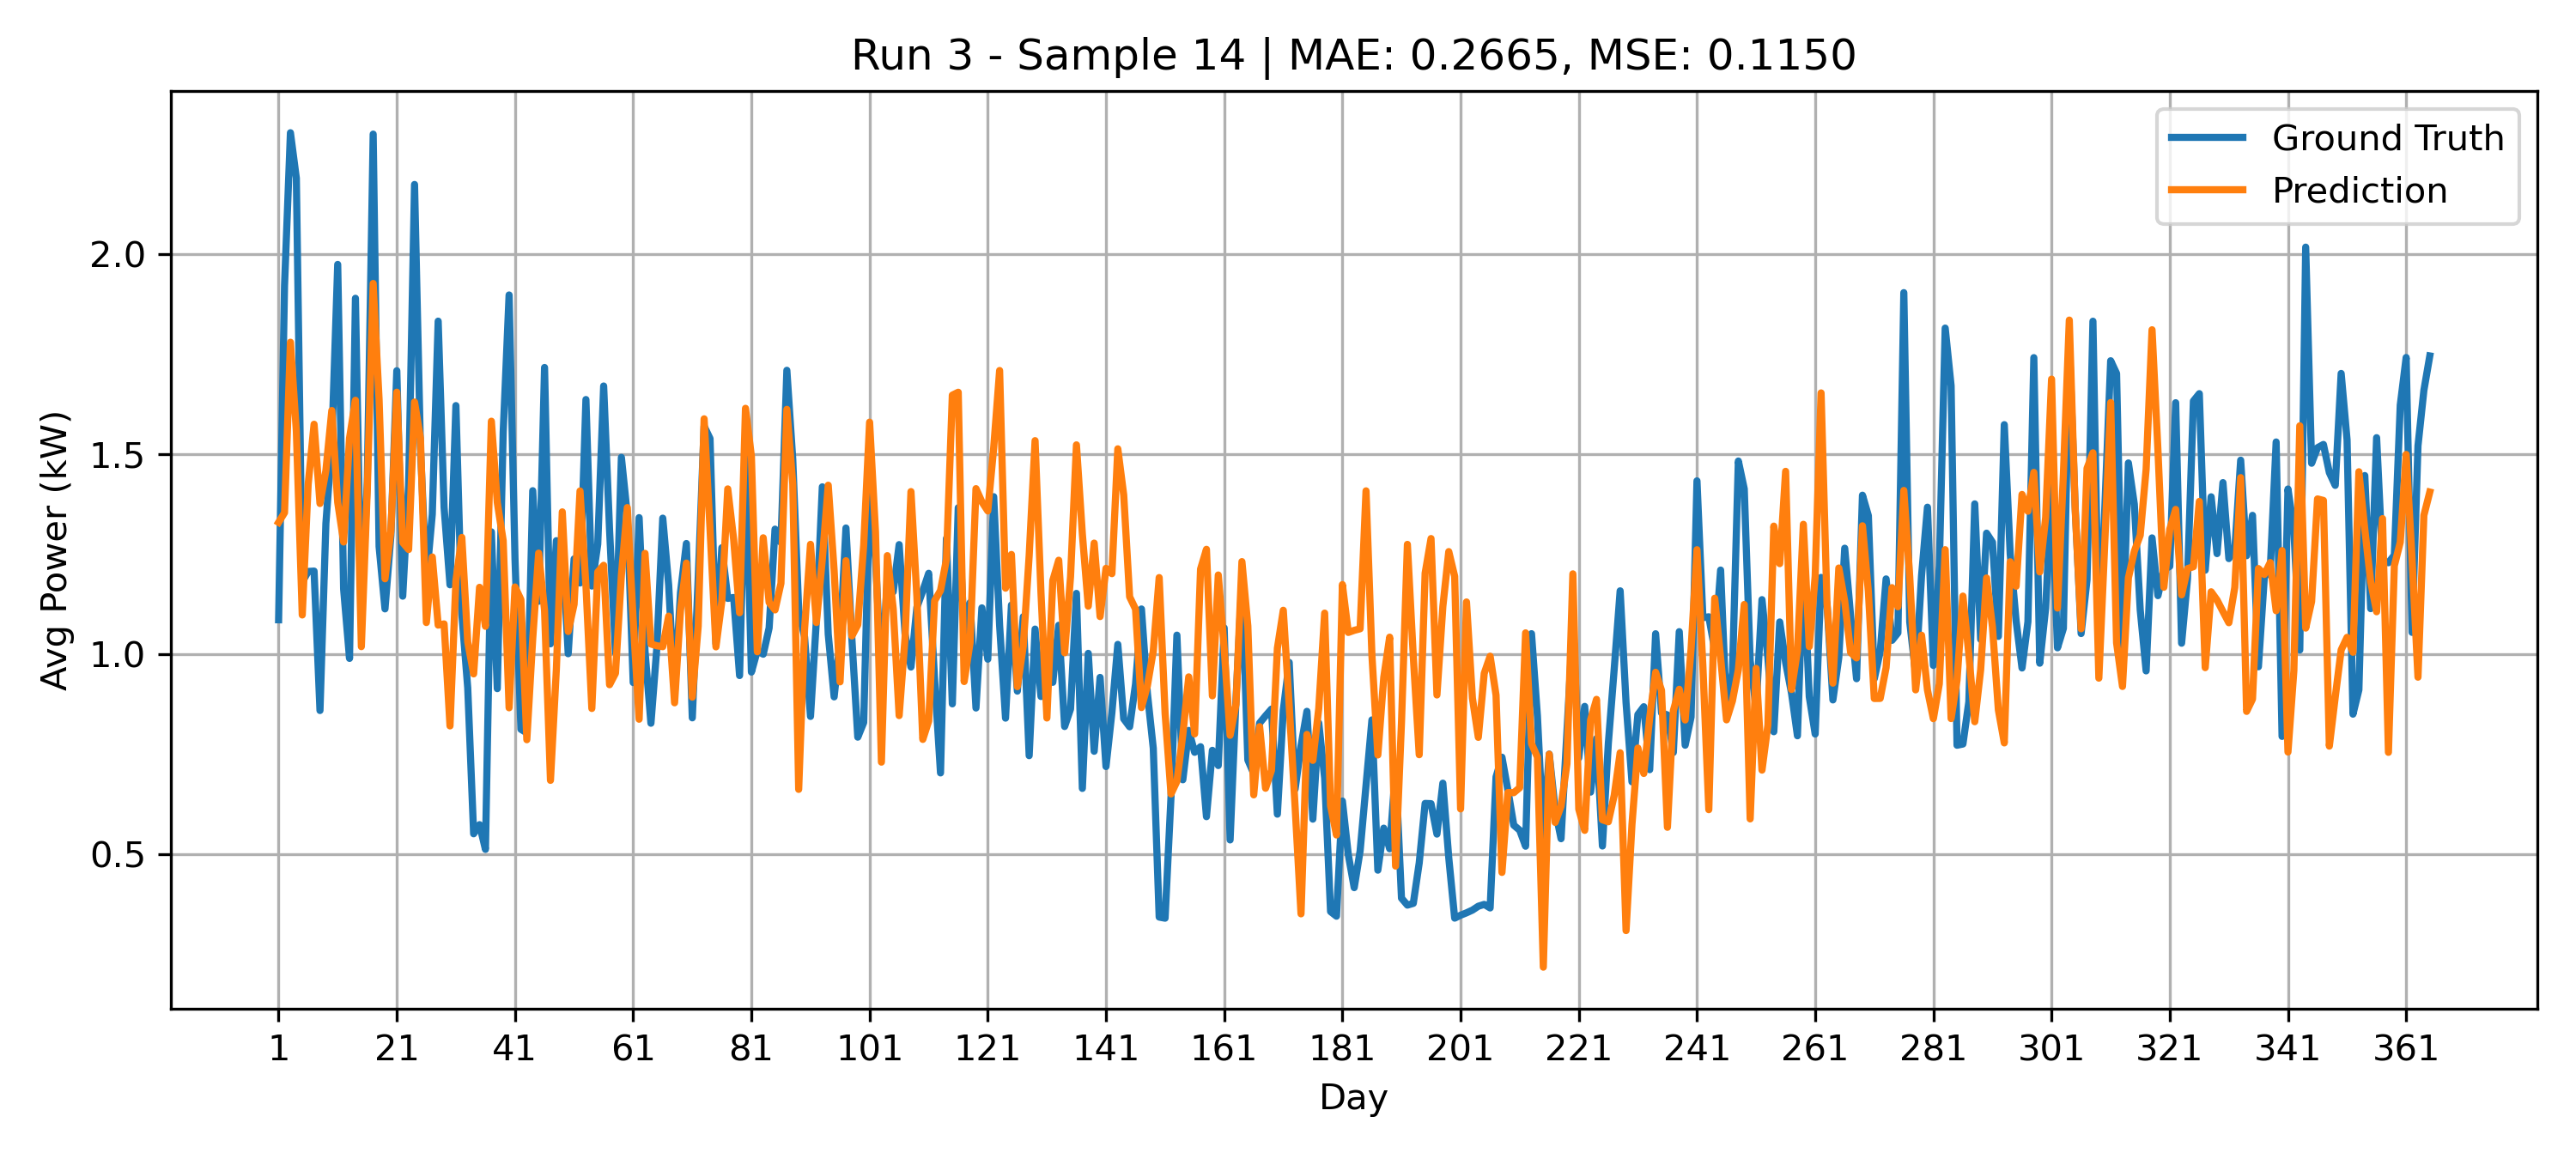 Run 3 - Sample 14 | MAE: 0.2665, MSE: 0.1150
Ground Truth
Prediction
Avg Power (kW)
2.0
1.5
1.0
0.5
1 21 41 61 81 101 121 141 161 181 201 221 241 261 281 301 321 341 361
Day